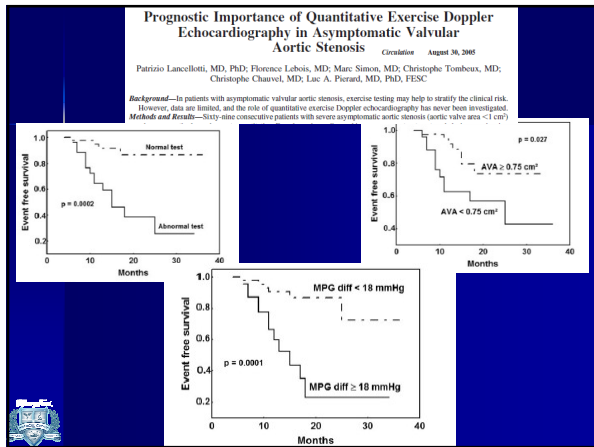 Prognostic Importance of Quantitative Exercise Doppler
Echocardiography in Asymptomatic Valvular
Aortic Stenosis
Circulation August 30, 2005
Patrizio Lancellotti, MD, PhD; Florence Lebois, MD; Marc Simon, MD; Christophe Tombeux, MD;
Christophe Chauvel, MD; Luc A. Pierard, MD, PhD, FESC
Background—In patients with asymptomatic valvular aortic stenosis, exercise testing may help to stratify the clinical risk.
However, data are limited, and the role of quantitative exercise Doppler echocardiography has never been investigated.
Methods and Results—Sixty-nine consecutive patients with severe asymptomatic aortic stenosis (aortic valve area <1 cm²)
Event free survival
1.0
0.8
0.6
0.4
0.2
Normal test
p = 0.0002
Abnormal test
0 10 20 30 40
Months
Event free survival
1.0
0.8
0.6
0.4
p = 0.027
AVA ≥ 0.75 cm²
AVA < 0.75 cm²
0 10 20 30 40
Months
Event free survival
1.0
0.8
0.6
0.4
0.2
MPG diff < 18 mmHg
p = 0.0001
MPG diff ≥ 18 mmHg
0 10 20 30 40
Months